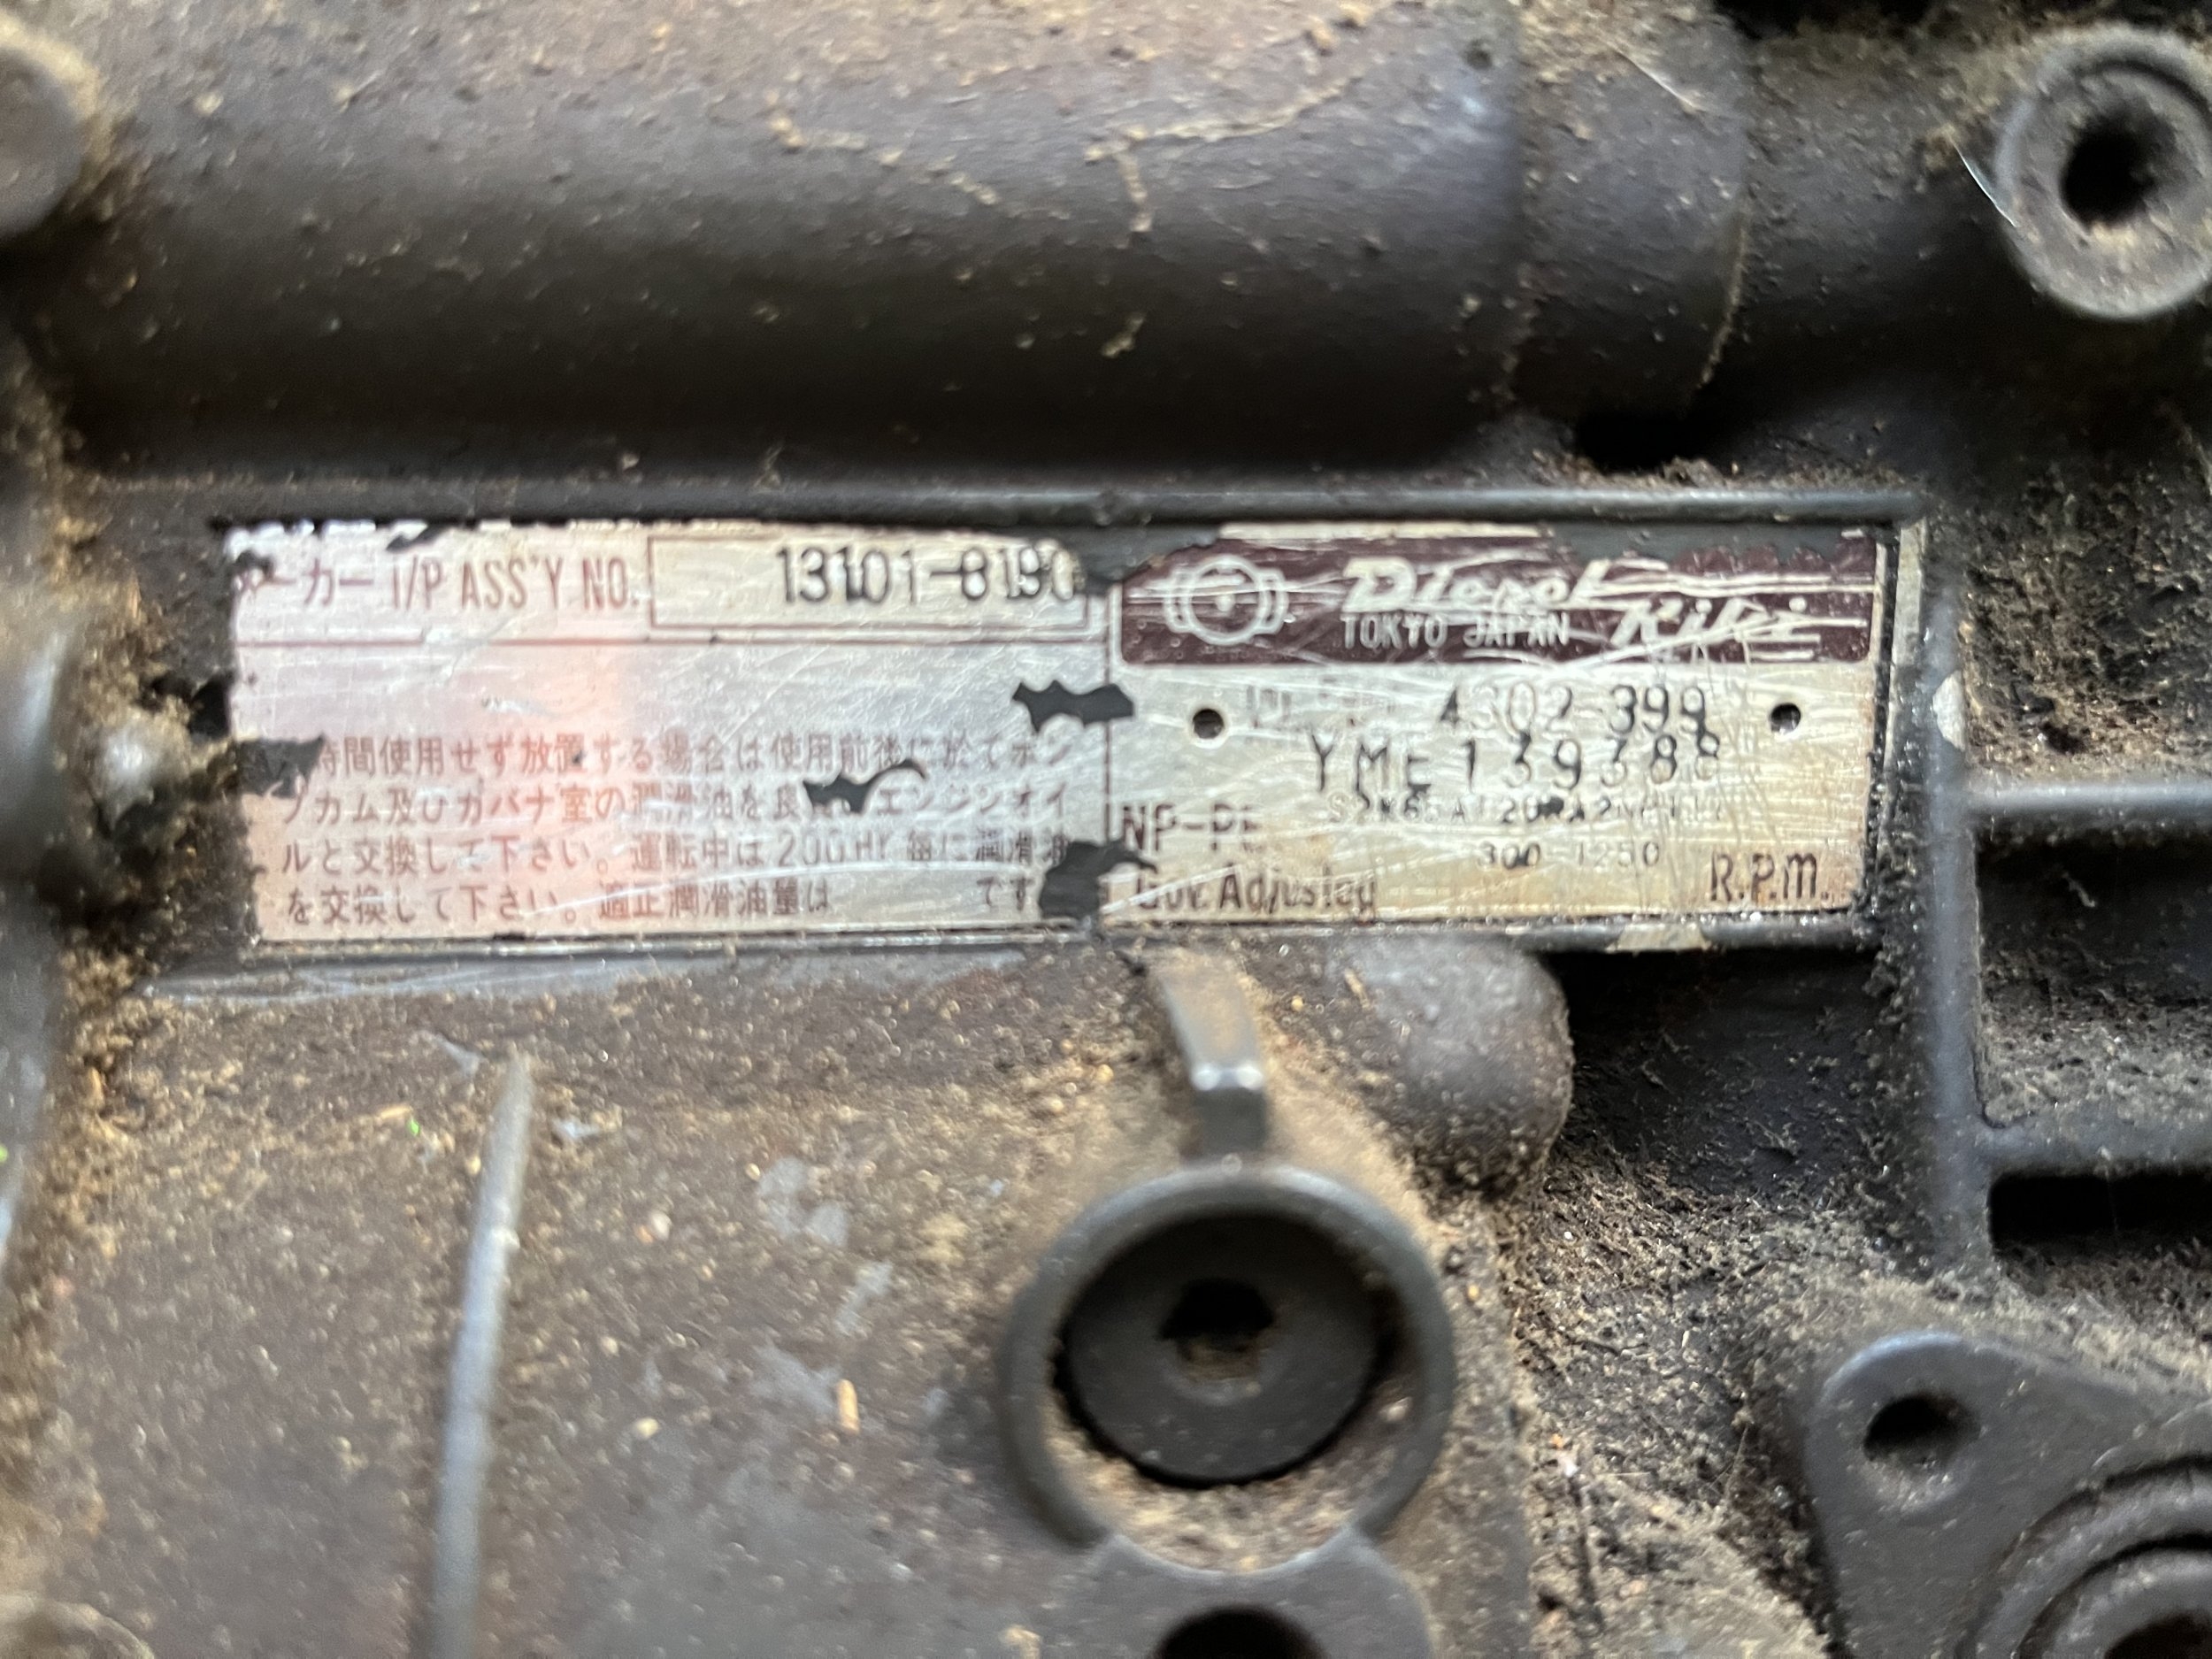 ーカー I/P ASS'Y NO. 13101-8190
時間使用せず放置する場合は使用前後に於てポン
プカム及びガバナ室の潤滑油を良 エンジンオイ
ルと交換して下さい。運転中は200Hr毎に潤滑油
を交換して下さい。適正潤滑油量は です
Diesel Kiki
TOKYO JAPAN
4302-399
YME139388
NP-PE
300 1250
Gov. Adjusted R.P.M.